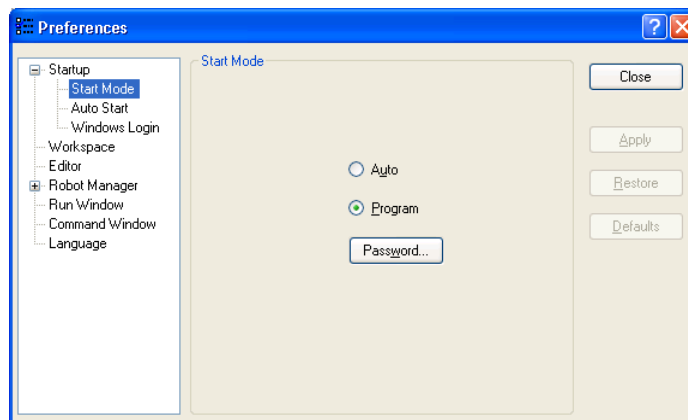 Preferences
Startup
Start Mode
Auto Start
Windows Login
Workspace
Editor
Robot Manager
Run Window
Command Window
Language
Start Mode
Auto
Program
Password...
Close
Apply
Restore
Defaults